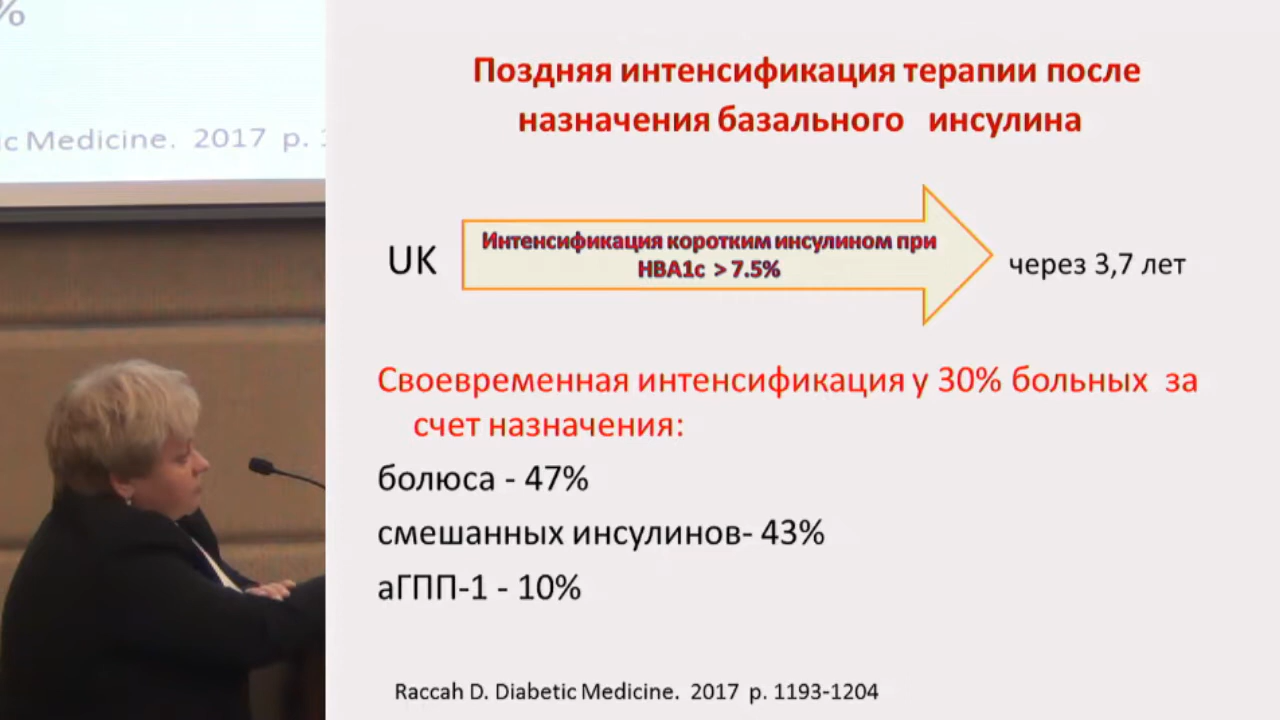 %
c Medicine. 2017 p.
Поздняя интенсификация терапии после
назначения базального инсулина
UK
Интенсификация коротким инсулином при
HBA1c > 7.5%
через 3,7 лет
Своевременная интенсификация у 30% больных за
счет назначения:
болюса - 47%
смешанных инсулинов- 43%
аГПП-1 - 10%
Raccah D. Diabetic Medicine. 2017 p. 1193-1204